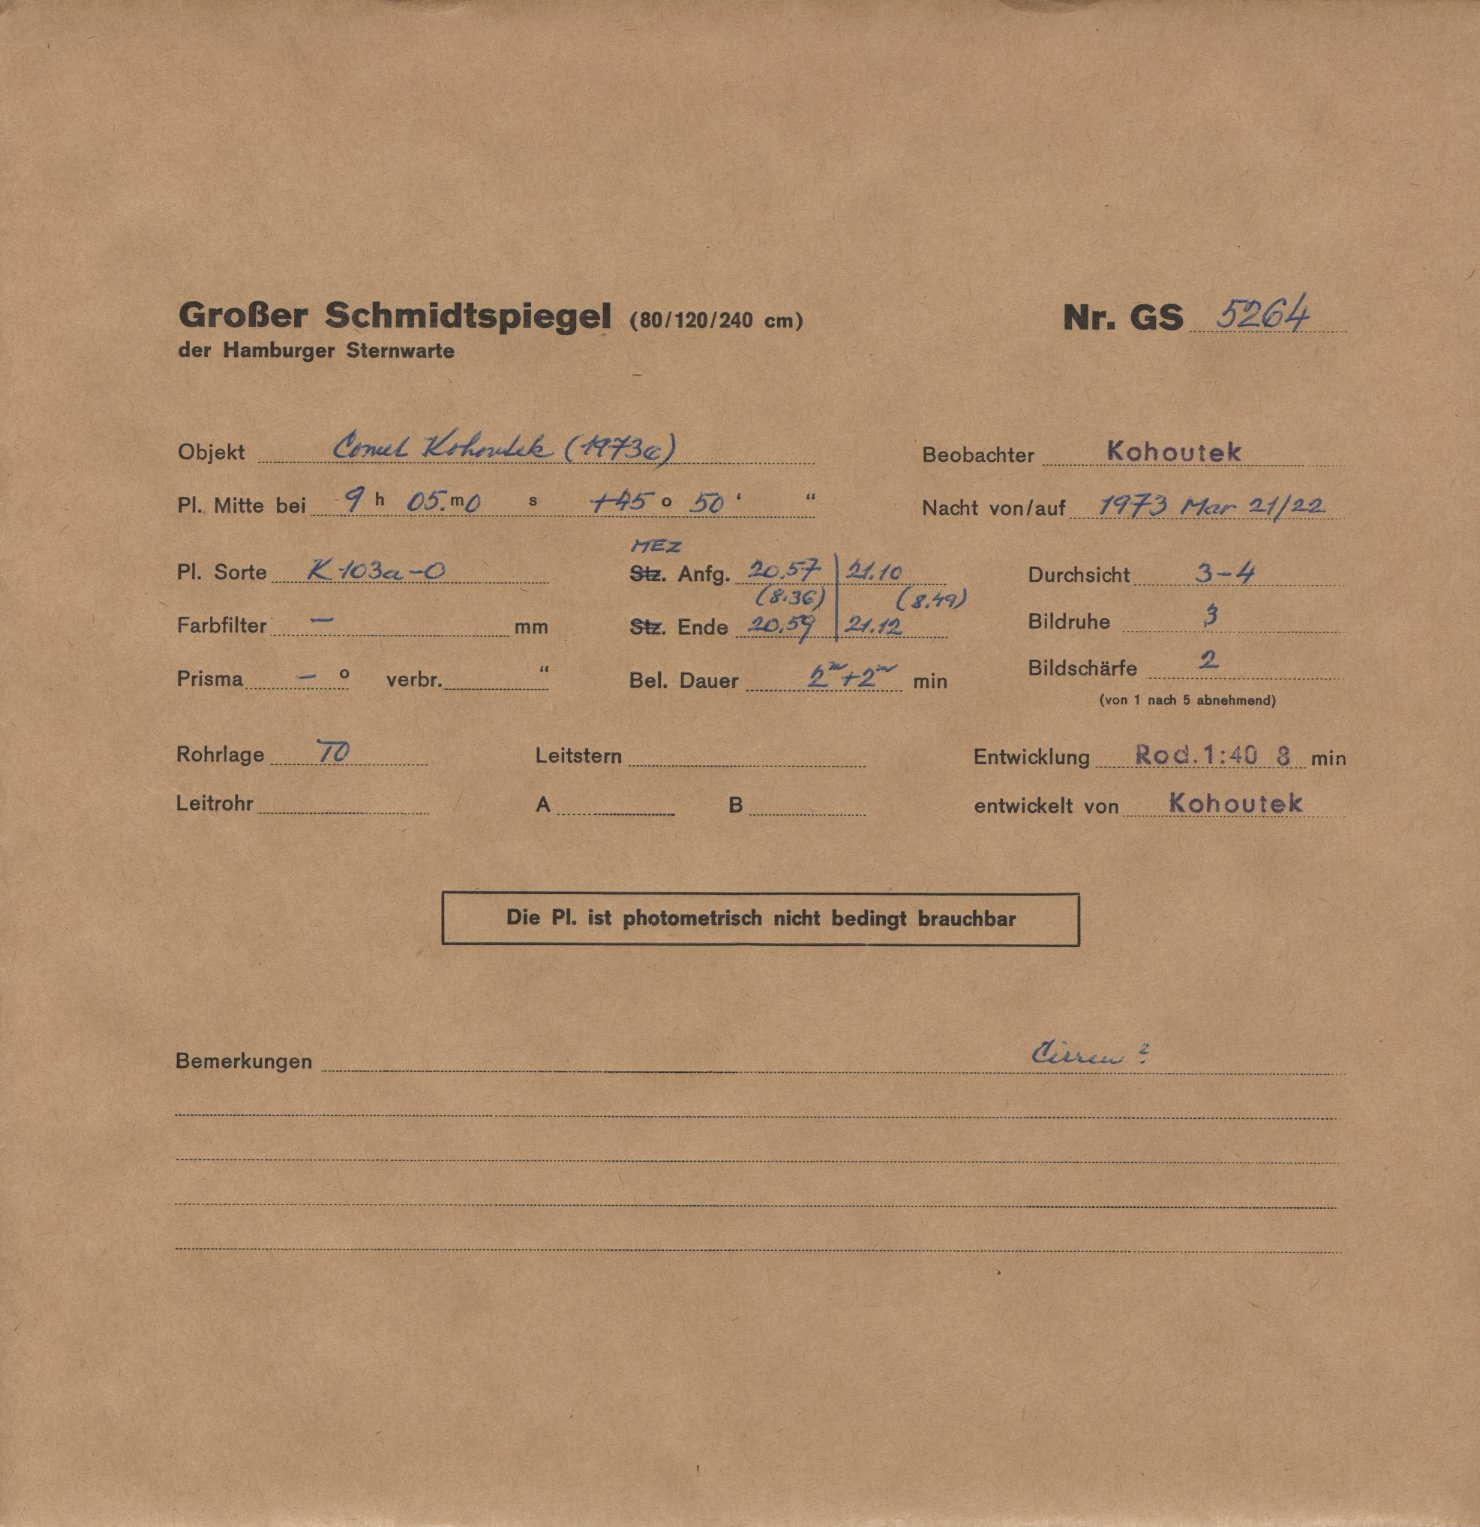 Großer Schmidtspiegel (80/120/240 cm) Nr. GS 5264
der Hamburger Sternwarte
Objekt Comet Kohoutek (1973c) Beobachter Kohoutek
Pl. Mitte bei 9 h 05. m 0 s +45 o 50 ‘ “ Nacht von/auf 1973 Mar 21/22
MEZ
Pl. Sorte K 103a-O Stz. Anfg. 20.57 | 21.10 Durchsicht 3-4
(8.36) (8.49)
Farbfilter — mm Stz. Ende 20.59 | 21.12 Bildruhe 3
Prisma — o verbr. “ Bel. Dauer 2m+2m min Bildschärfe 2
(von 1 nach 5 abnehmend)
Rohrlage TO Leitstern Entwicklung Rod.1:40 8 min
Leitrohr A B entwickelt von Kohoutek
Die Pl. ist photometrisch nicht bedingt brauchbar
Bemerkungen Cirren ?